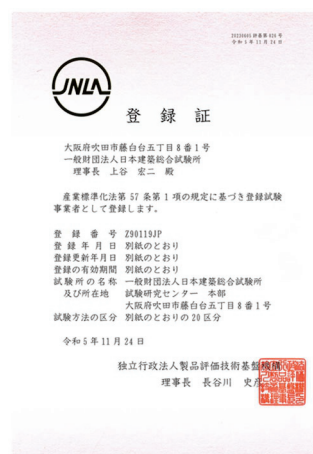 令和5年11月24日
JNLA
登録証
大阪府吹田市藤白台五丁目8番1号
一般財団法人日本建築総合試験所
理事長 上谷 宏二 殿
産業標準化法第57条第1項の規定に基づき登録試験
事業者として登録します。
登録番号 Z90119JP
登録年月日 別紙のとおり
登録更新年月日 別紙のとおり
登録の有効期間 別紙のとおり
試験所の名称 一般財団法人日本建築総合試験所
及び所在地 試験研究センター 本部
大阪府吹田市藤白台五丁目8番1号
試験方法の区分 別紙のとおりの20区分
令和5年11月24日
独立行政法人製品評価技術基盤機構
理事長 長谷川 史彦